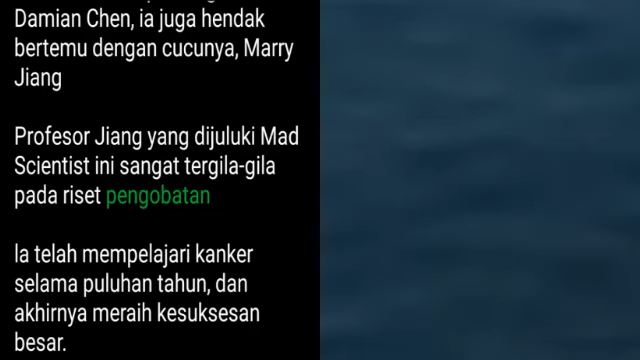 Damian Chen, ia juga hendak
bertemu dengan cucunya, Marry
Jiang
Profesor Jiang yang dijuluki Mad
Scientist ini sangat tergila-gila
pada riset pengobatan
Ia telah mempelajari kanker
selama puluhan tahun, dan
akhirnya meraih kesuksesan
besar.